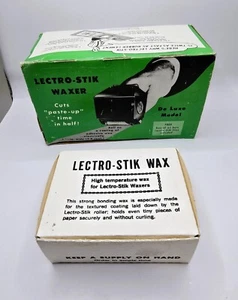 LECTRO-STIK
WAXER
Cuts
"paste-up"
time
in half!
De Luxe
Model
LECTRO-STIK WAX
High temperature wax
for Lectro-Stik Waxers
This strong bonding wax is especially made
for the textured coating laid down by the
Lectro-Stik roller; holds even tiny pieces of
paper securely and without curling.
KEEP A SUPPLY ON HAND